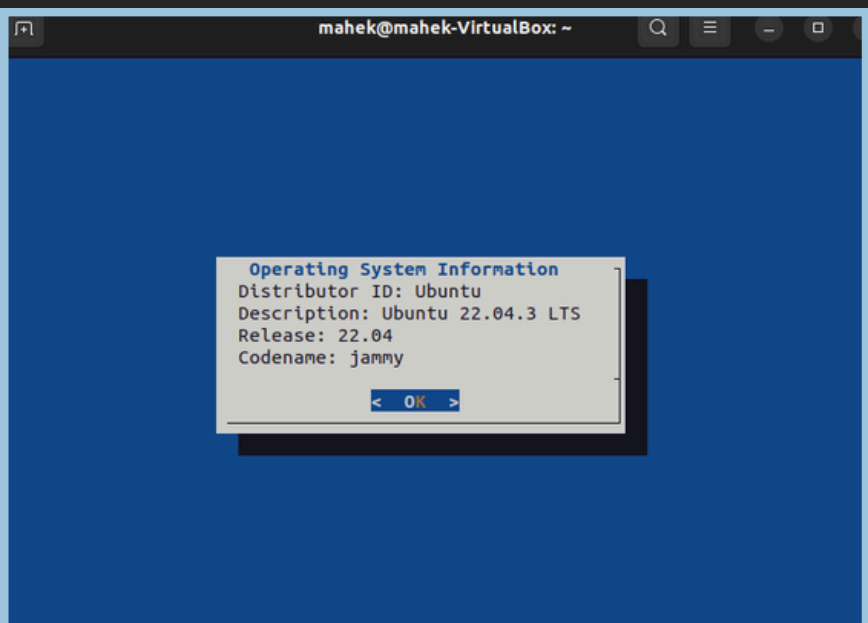 mahek@mahek-VirtualBox: ~
Operating System Information
Distributor ID: Ubuntu
Description: Ubuntu 22.04.3 LTS
Release: 22.04
Codename: jammy
< OK >